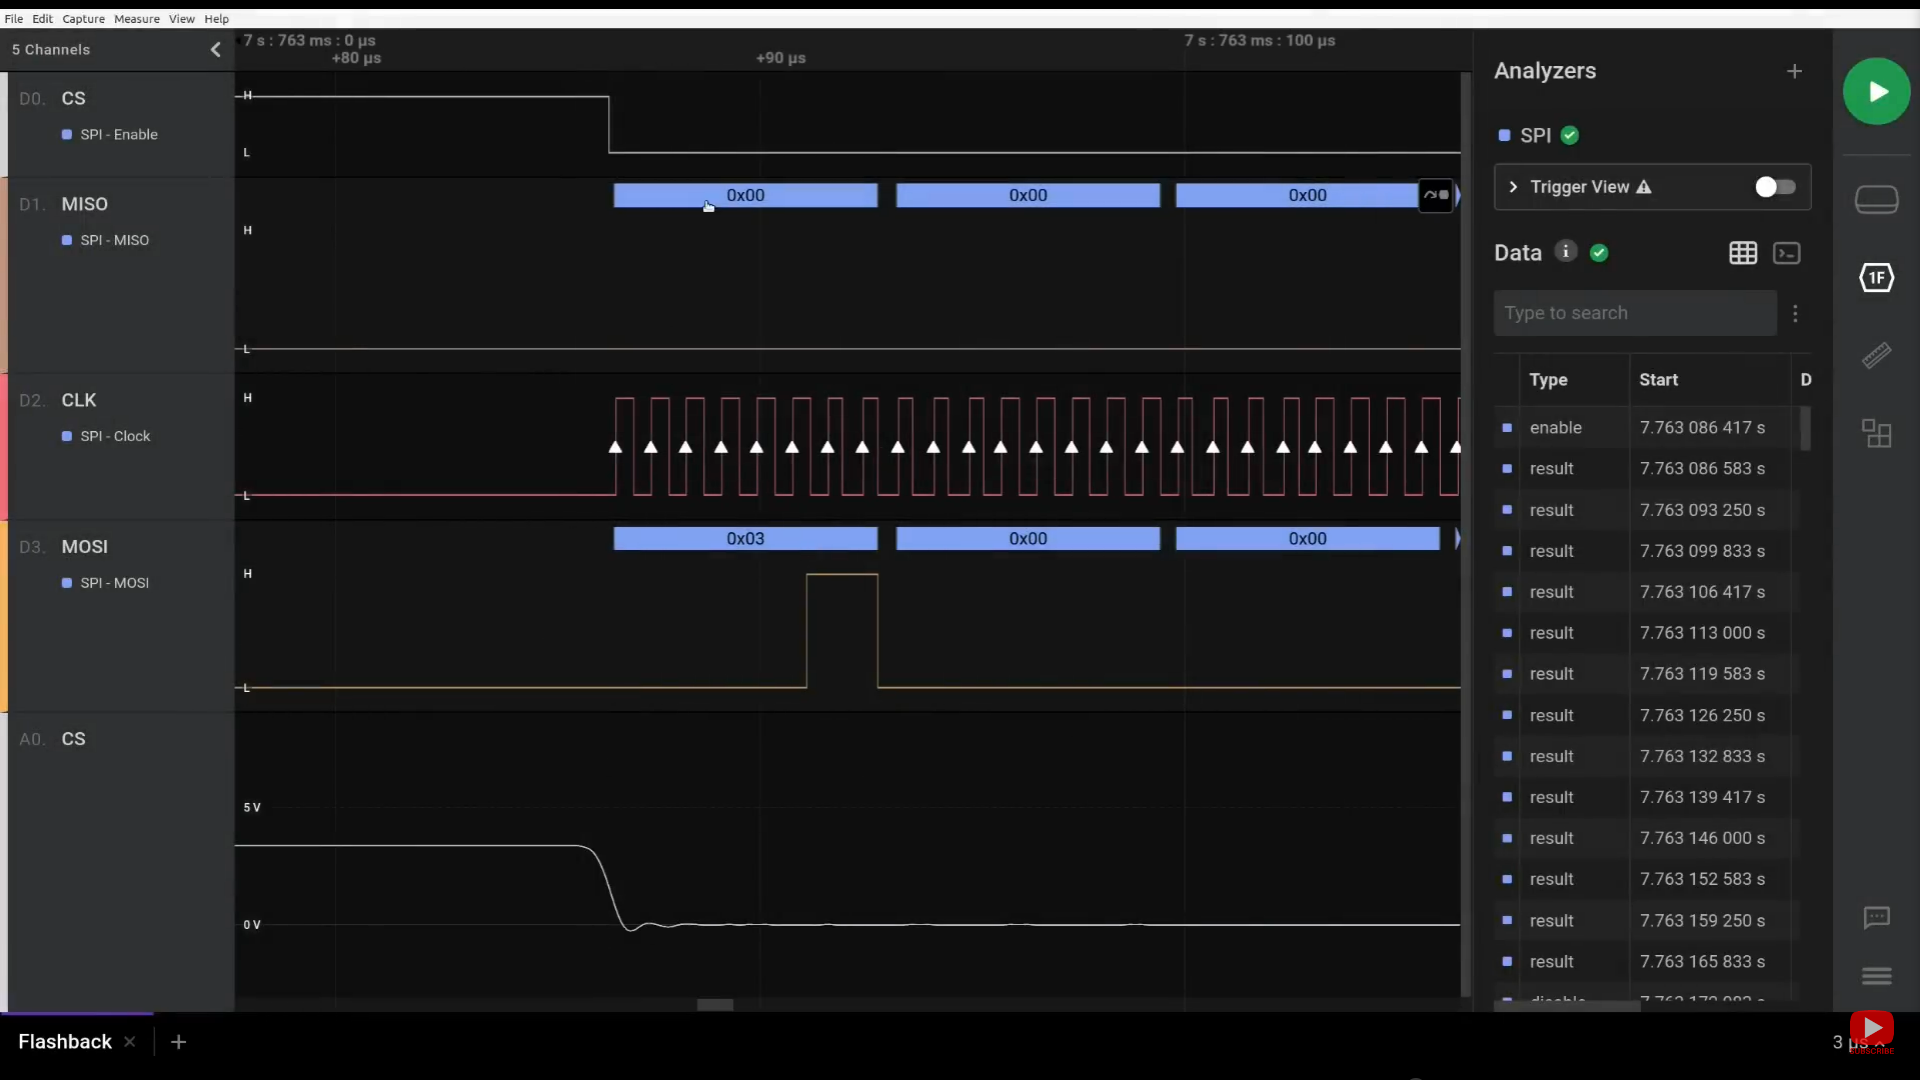 File Edit Capture Measure View Help
5 Channels
7 s : 763 ms : 0 µs
7 s : 763 ms : 100 µs
+80 µs
+90 µs
D0. CS
SPI - Enable
H
L
D1. MISO
SPI - MISO
0x00
0x00
0x00
H
L
D2. CLK
SPI - Clock
H
L
D3. MOSI
SPI - MOSI
0x03
0x00
0x00
H
L
A0. CS
5 V
0 V
Analyzers
SPI
Trigger View
Data
Type to search
Type Start D
enable 7.763 086 417 s
result 7.763 086 583 s
result 7.763 093 250 s
result 7.763 099 833 s
result 7.763 106 417 s
result 7.763 113 000 s
result 7.763 119 583 s
result 7.763 126 250 s
result 7.763 132 833 s
result 7.763 139 417 s
result 7.763 146 000 s
result 7.763 152 583 s
result 7.763 159 250 s
result 7.763 165 833 s
1F
Flashback
3 µs
SUBSCRIBE